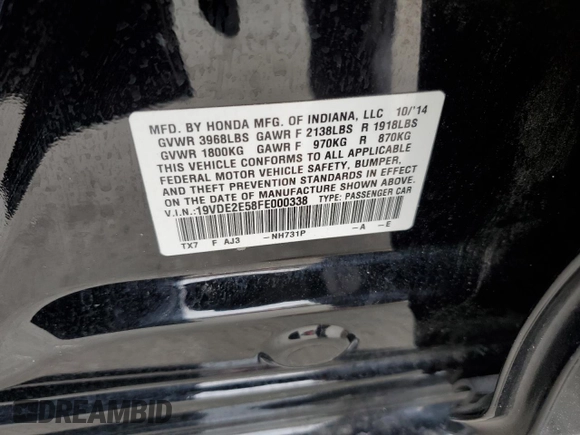 MFD. BY HONDA MFG. OF INDIANA, LLC 10/'14
GVWR 3968LBS GAWR F 2138LBS R 1918LBS
GVWR 1800KG GAWR F 970KG R 870KG
THIS VEHICLE CONFORMS TO ALL APPLICABLE
FEDERAL MOTOR VEHICLE SAFETY, BUMPER,
AND THEFT PREVENTION STANDARDS IN EFFECT
ON THE DATE OF MANUFACTURE SHOWN ABOVE.
V.I.N.:19VDE2E58FE000338 TYPE: PASSENGER CAR
TX7 F AJ3 -NH731P -A -E
DREAMBID